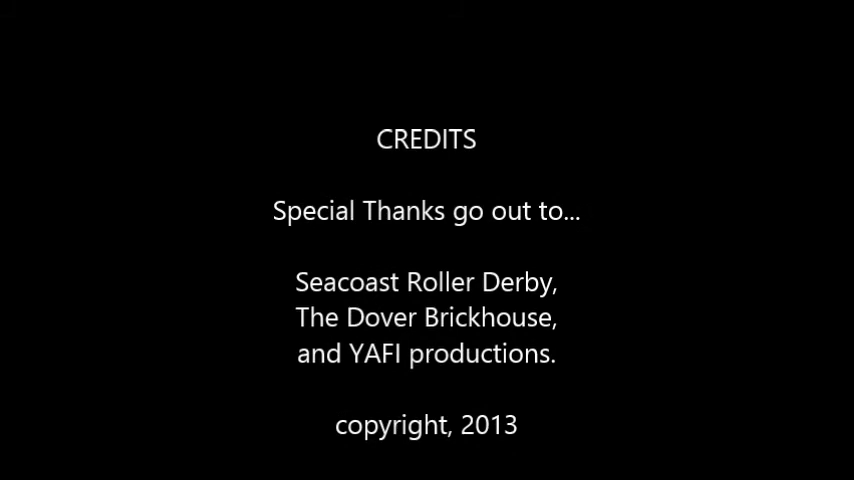 CREDITS
Special Thanks go out to...
Seacoast Roller Derby,
The Dover Brickhouse,
and YAFI productions.
copyright, 2013